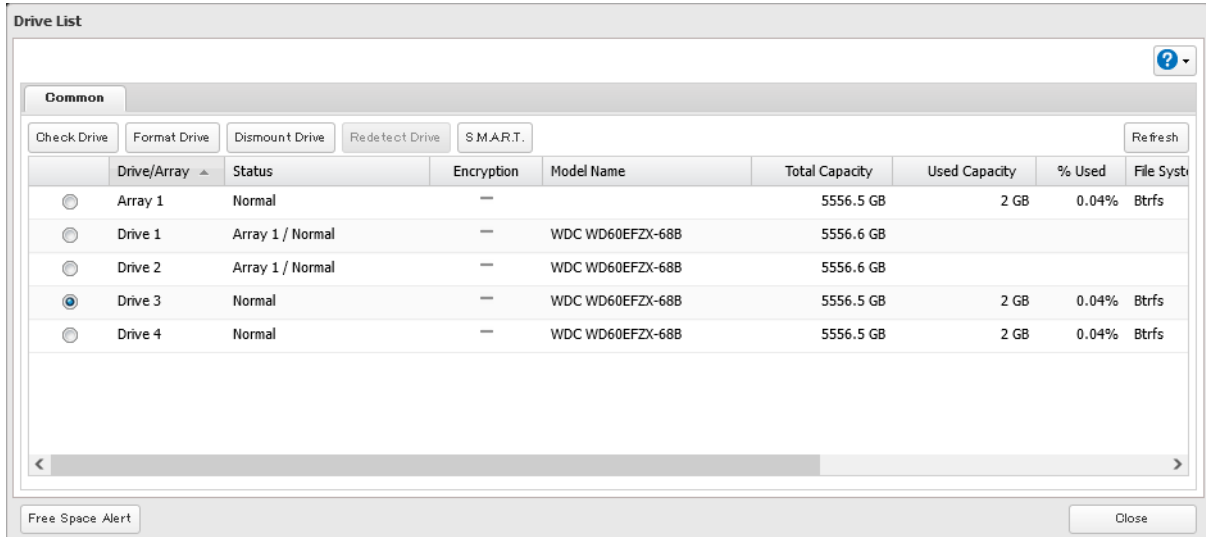 Drive List
?
Common
Check Drive Format Drive Dismount Drive Redetect Drive S.M.A.R.T. Refresh
Drive/Array Status Encryption Model Name Total Capacity Used Capacity % Used File Syste
Array 1 Normal — 5556.5 GB 2 GB 0.04% Btrfs
Drive 1 Array 1 / Normal — WDC WD60EFZX-68B 5556.6 GB
Drive 2 Array 1 / Normal — WDC WD60EFZX-68B 5556.6 GB
Drive 3 Normal — WDC WD60EFZX-68B 5556.5 GB 2 GB 0.04% Btrfs
Drive 4 Normal — WDC WD60EFZX-68B 5556.5 GB 2 GB 0.04% Btrfs
Free Space Alert Close